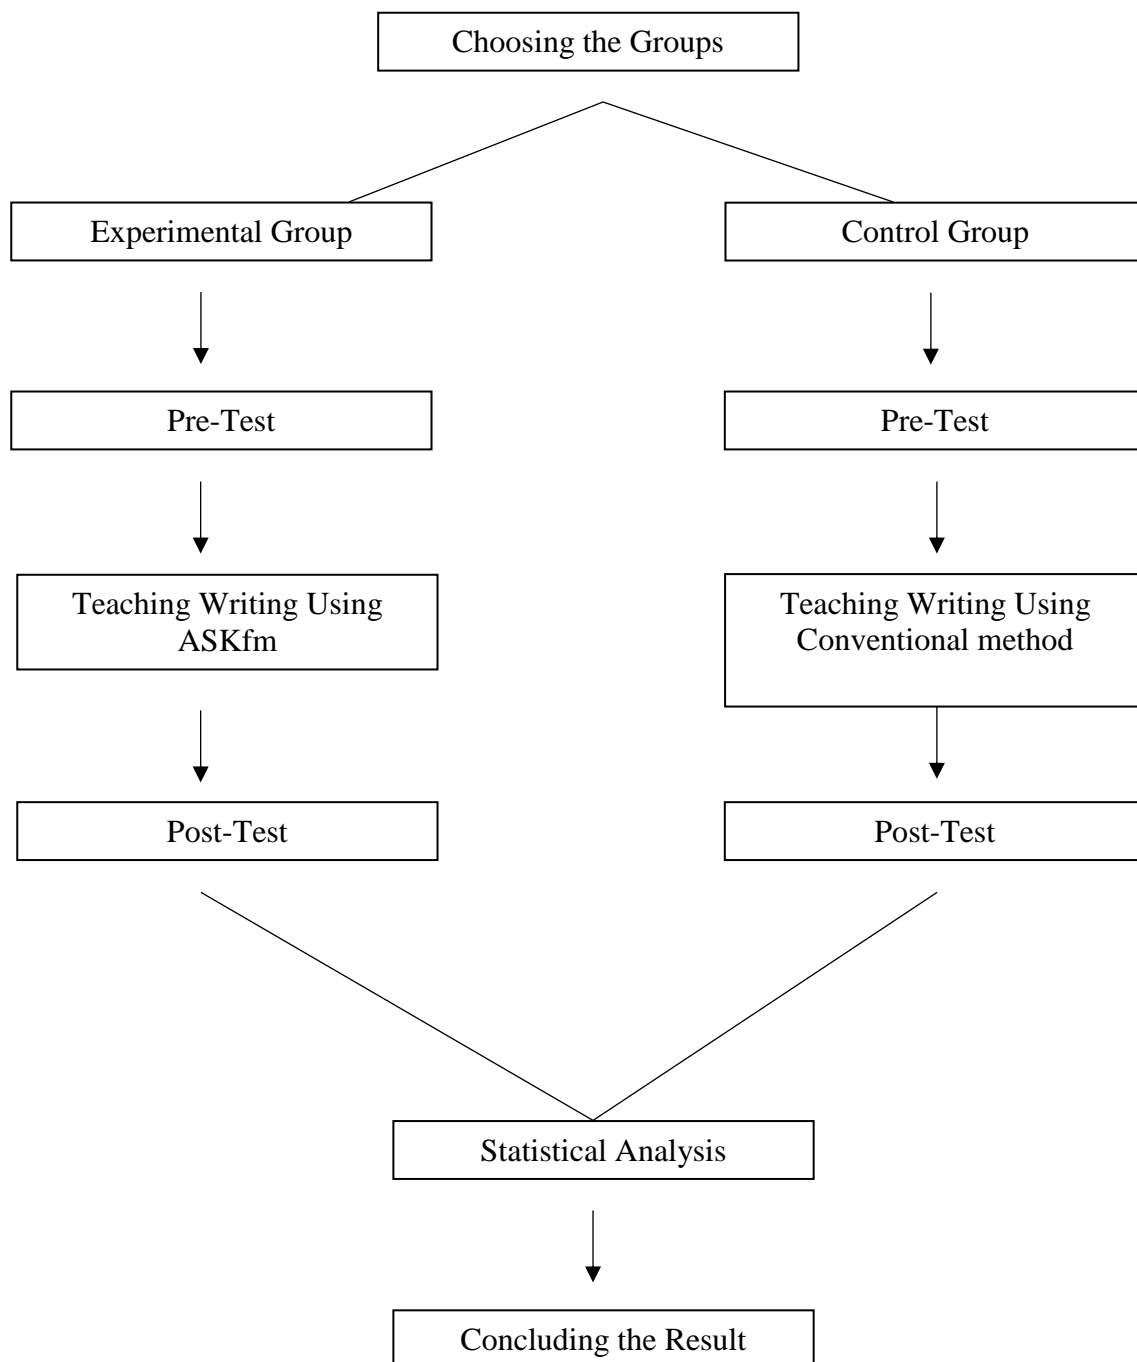 Choosing the Groups
Experimental Group
Control Group
Pre-Test
Pre-Test
Teaching Writing Using
ASKfm
Teaching Writing Using
Conventional method
Post-Test
Post-Test
Statistical Analysis
Concluding the Result